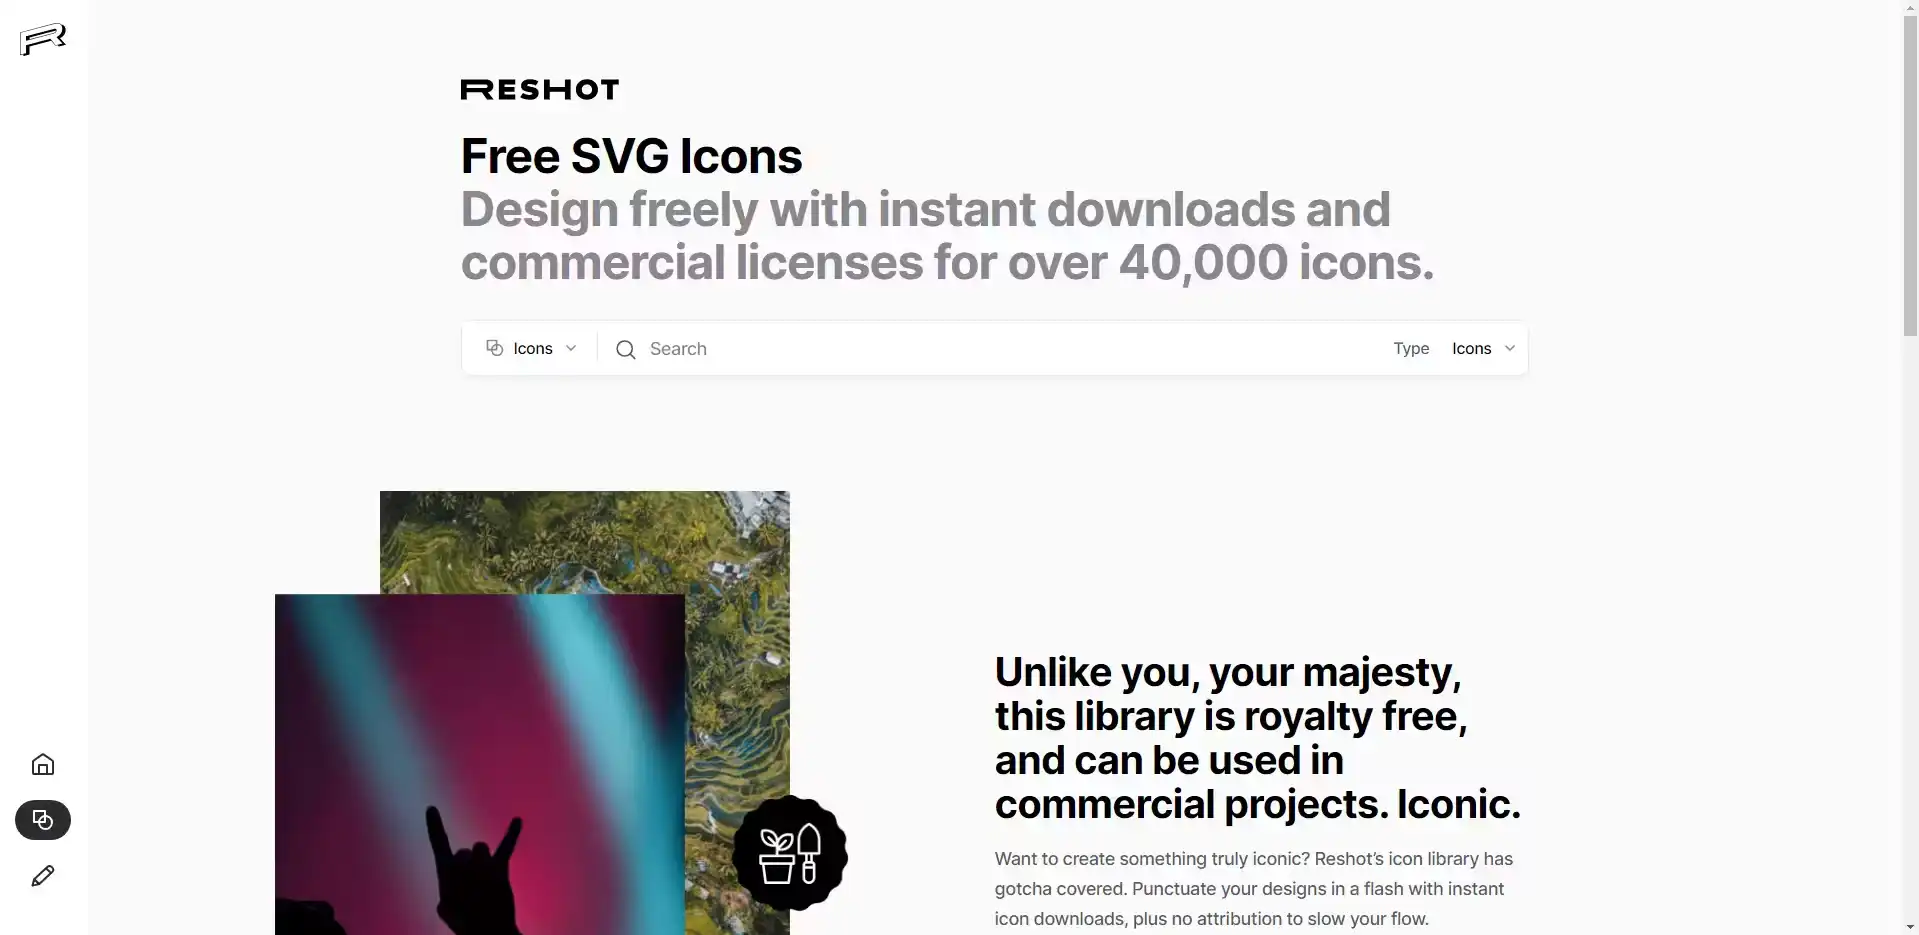 RESHOT
Free SVG Icons
Design freely with instant downloads and
commercial licenses for over 40,000 icons.
Icons
Search
Type
Icons
Unlike you, your majesty,
this library is royalty free,
and can be used in
commercial projects. Iconic.
Want to create something truly iconic? Reshot’s icon library has
gotcha covered. Punctuate your designs in a flash with instant
icon downloads, plus no attribution to slow your flow.